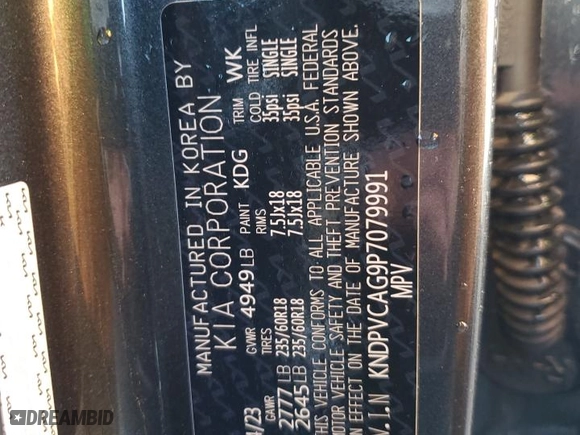 MANUFACTURED IN KOREA BY
KIA CORPORATION
4/23 GVWR 4949LB PAINT KDG TRIM WK
GAWR TIRES RIMS COLD TIRE INFL
2777LB 235/60R18 7.5Jx18 35psi SINGLE
2645LB 235/60R18 7.5Jx18 35psi SINGLE
THIS VEHICLE CONFORMS TO ALL APPLICABLE U.S.A. FEDERAL
MOTOR VEHICLE SAFETY AND THEFT PREVENTION STANDARDS
IN EFFECT ON THE DATE OF MANUFACTURE SHOWN ABOVE.
V.I.N KNDPVCAG9P7079991
MPV
DREAMBID